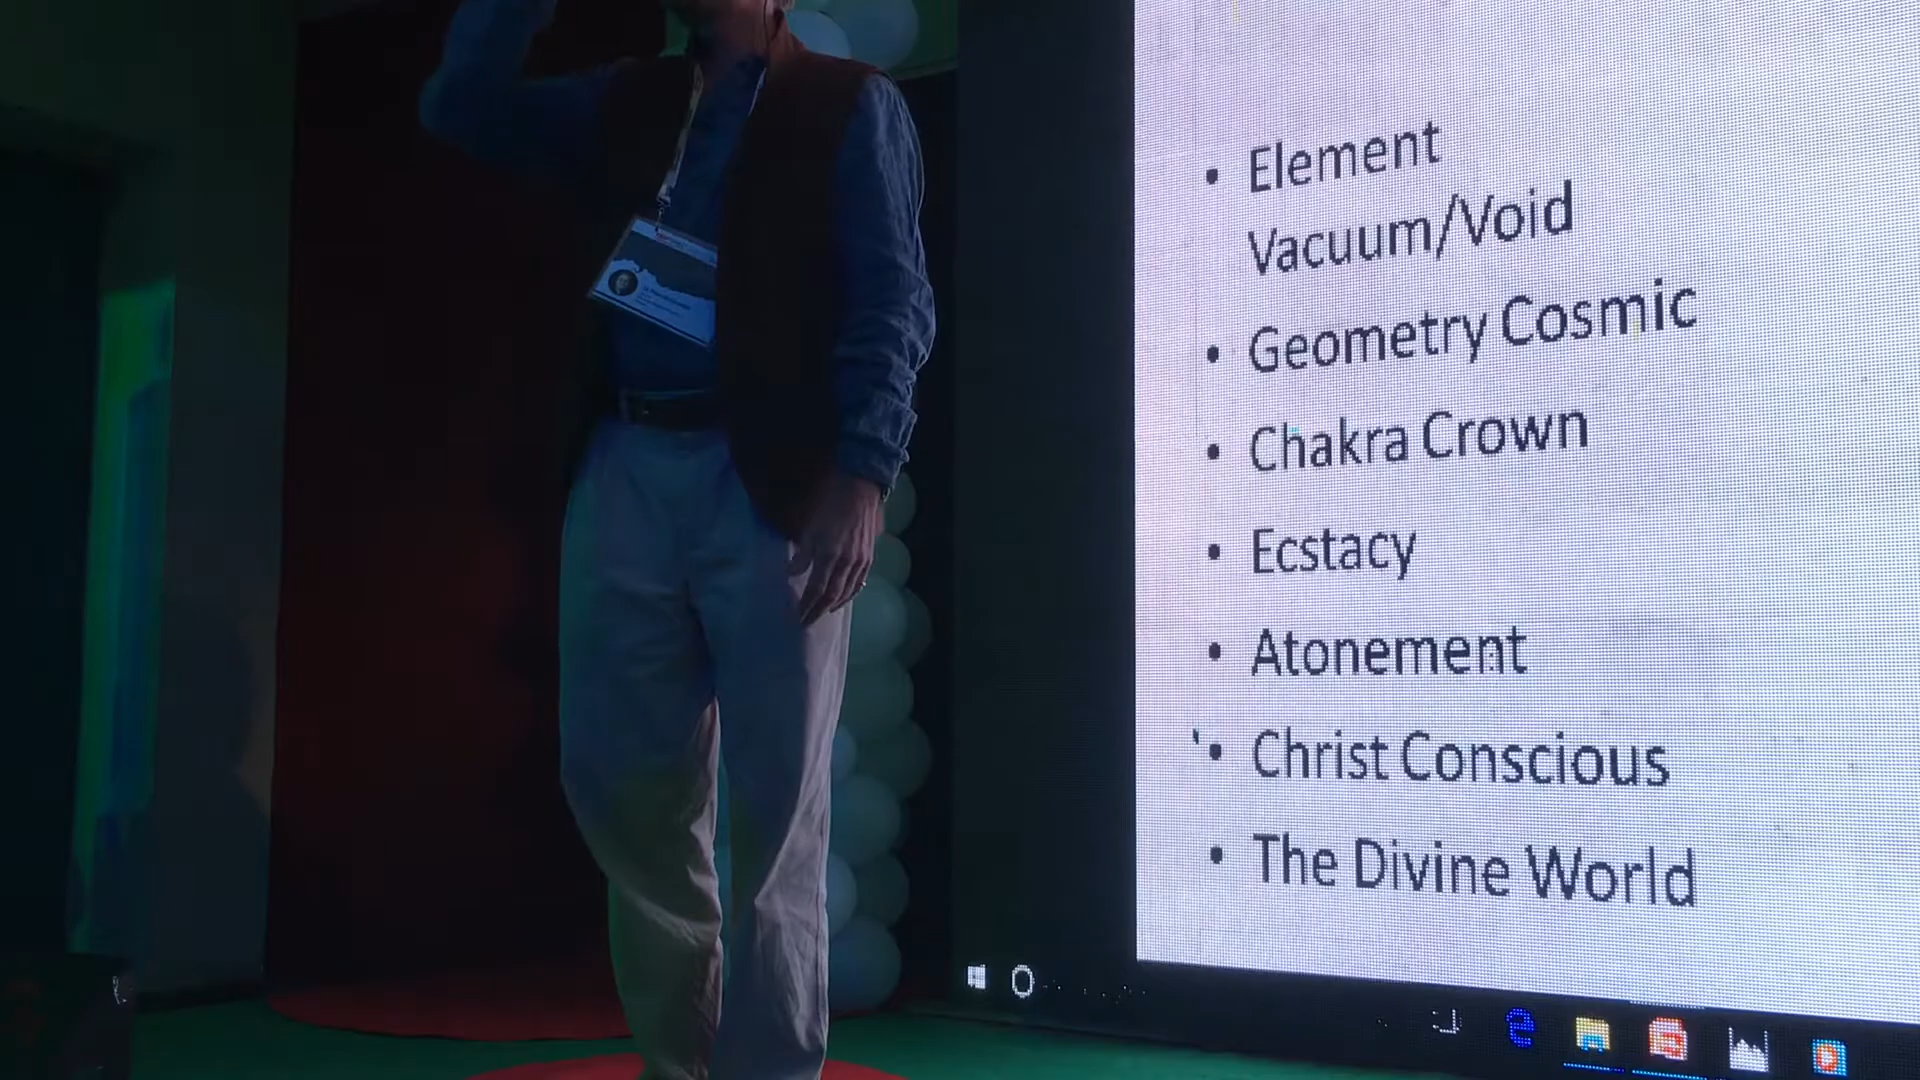 • Element
Vacuum/Void
• Geometry Cosmic
• Chakra Crown
• Ecstacy
• Atonement
• Christ Conscious
• The Divine World